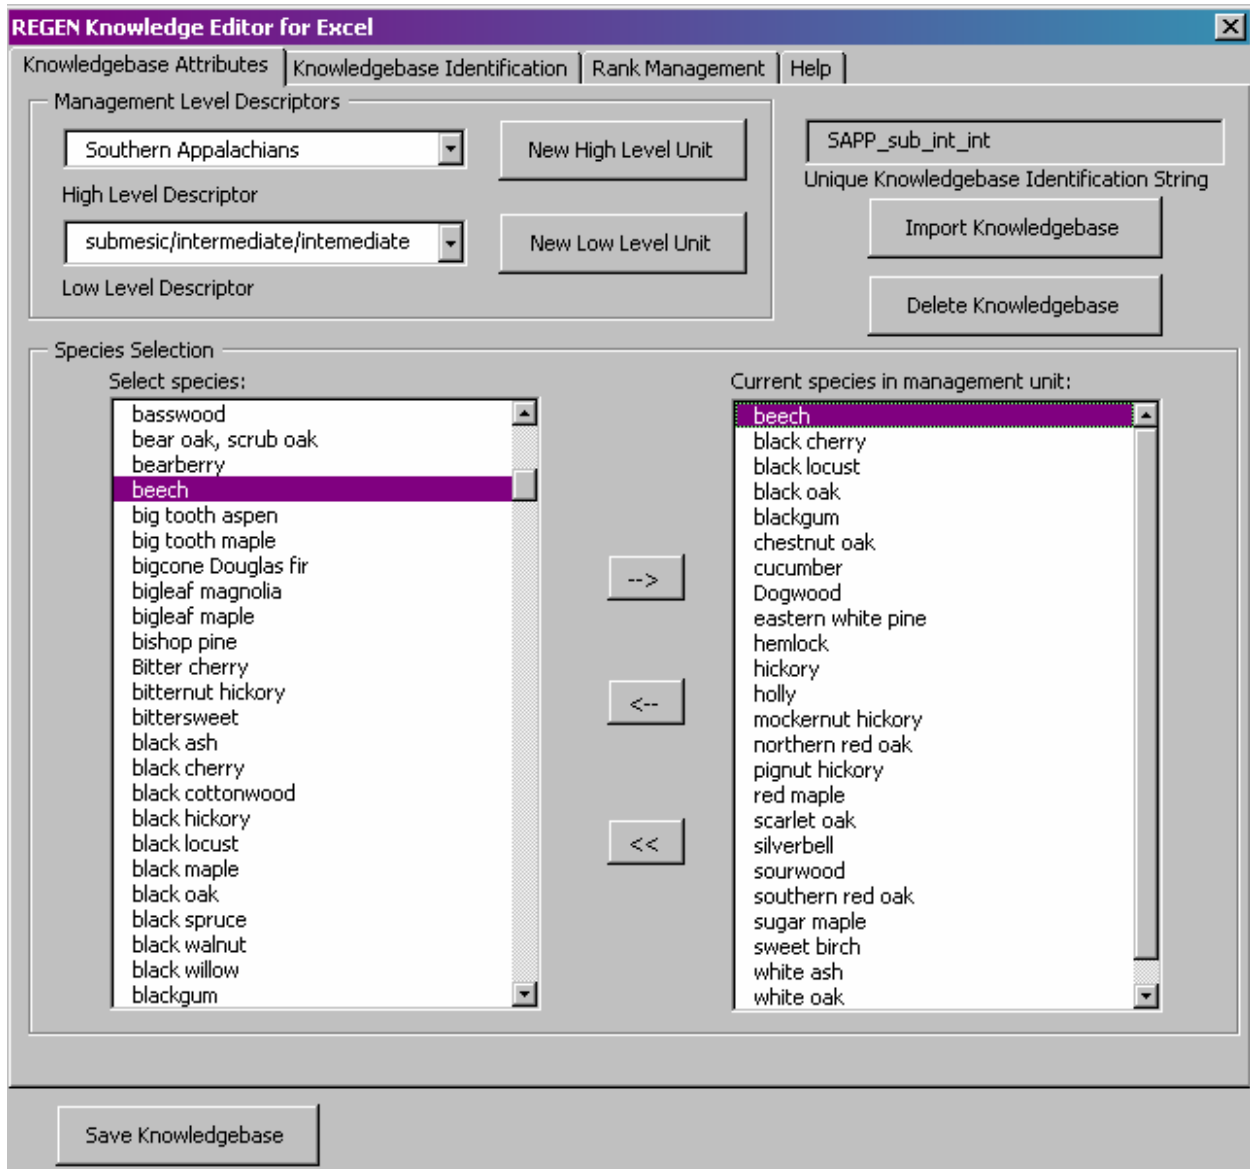 REGEN Knowledge Editor for Excel
Knowledgebase Attributes
Knowledgebase Identification
Rank Management
Help
Management Level Descriptors
Southern Appalachians
New High Level Unit
High Level Descriptor
submesic/intermediate/intemediate
New Low Level Unit
Low Level Descriptor
SAPP_sub_int_int
Unique Knowledgebase Identification String
Import Knowledgebase
Delete Knowledgebase
Species Selection
Select species:
basswood
bear oak, scrub oak
bearberry
beech
big tooth aspen
big tooth maple
bigcone Douglas fir
bigleaf magnolia
bigleaf maple
bishop pine
Bitter cherry
bitternut hickory
bittersweet
black ash
black cherry
black cottonwood
black hickory
black locust
black maple
black oak
black spruce
black walnut
black willow
blackgum
-->
<--
<<
Current species in management unit:
beech
black cherry
black locust
black oak
blackgum
chestnut oak
cucumber
Dogwood
eastern white pine
hemlock
hickory
holly
mockernut hickory
northern red oak
pignut hickory
red maple
scarlet oak
silverbell
sourwood
southern red oak
sugar maple
sweet birch
white ash
white oak
Save Knowledgebase